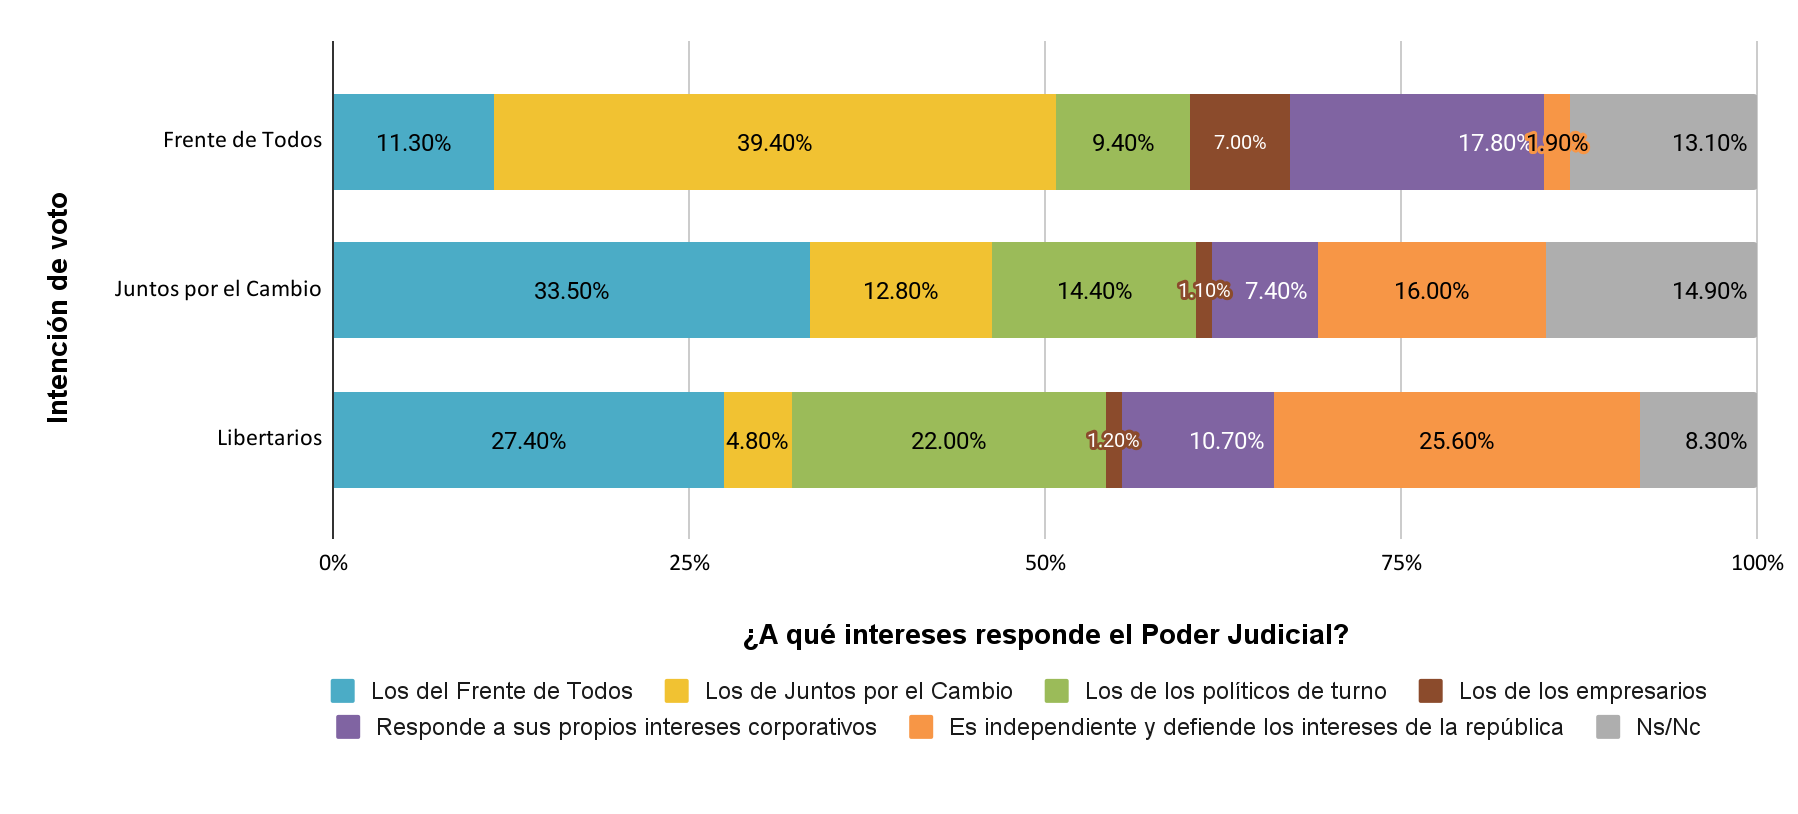 Intención de voto
Frente de Todos
11.30% 39.40% 9.40% 7.00% 17.80% 1.90% 13.10%
Juntos por el Cambio
33.50% 12.80% 14.40% 1.10% 7.40% 16.00% 14.90%
Libertarios
27.40% 4.80% 22.00% 1.20% 10.70% 25.60% 8.30%
0% 25% 50% 75% 100%
¿A qué intereses responde el Poder Judicial?
Los del Frente de Todos Los de Juntos por el Cambio Los de los políticos de turno Los de los empresarios
Responde a sus propios intereses corporativos Es independiente y defiende los intereses de la república Ns/Nc